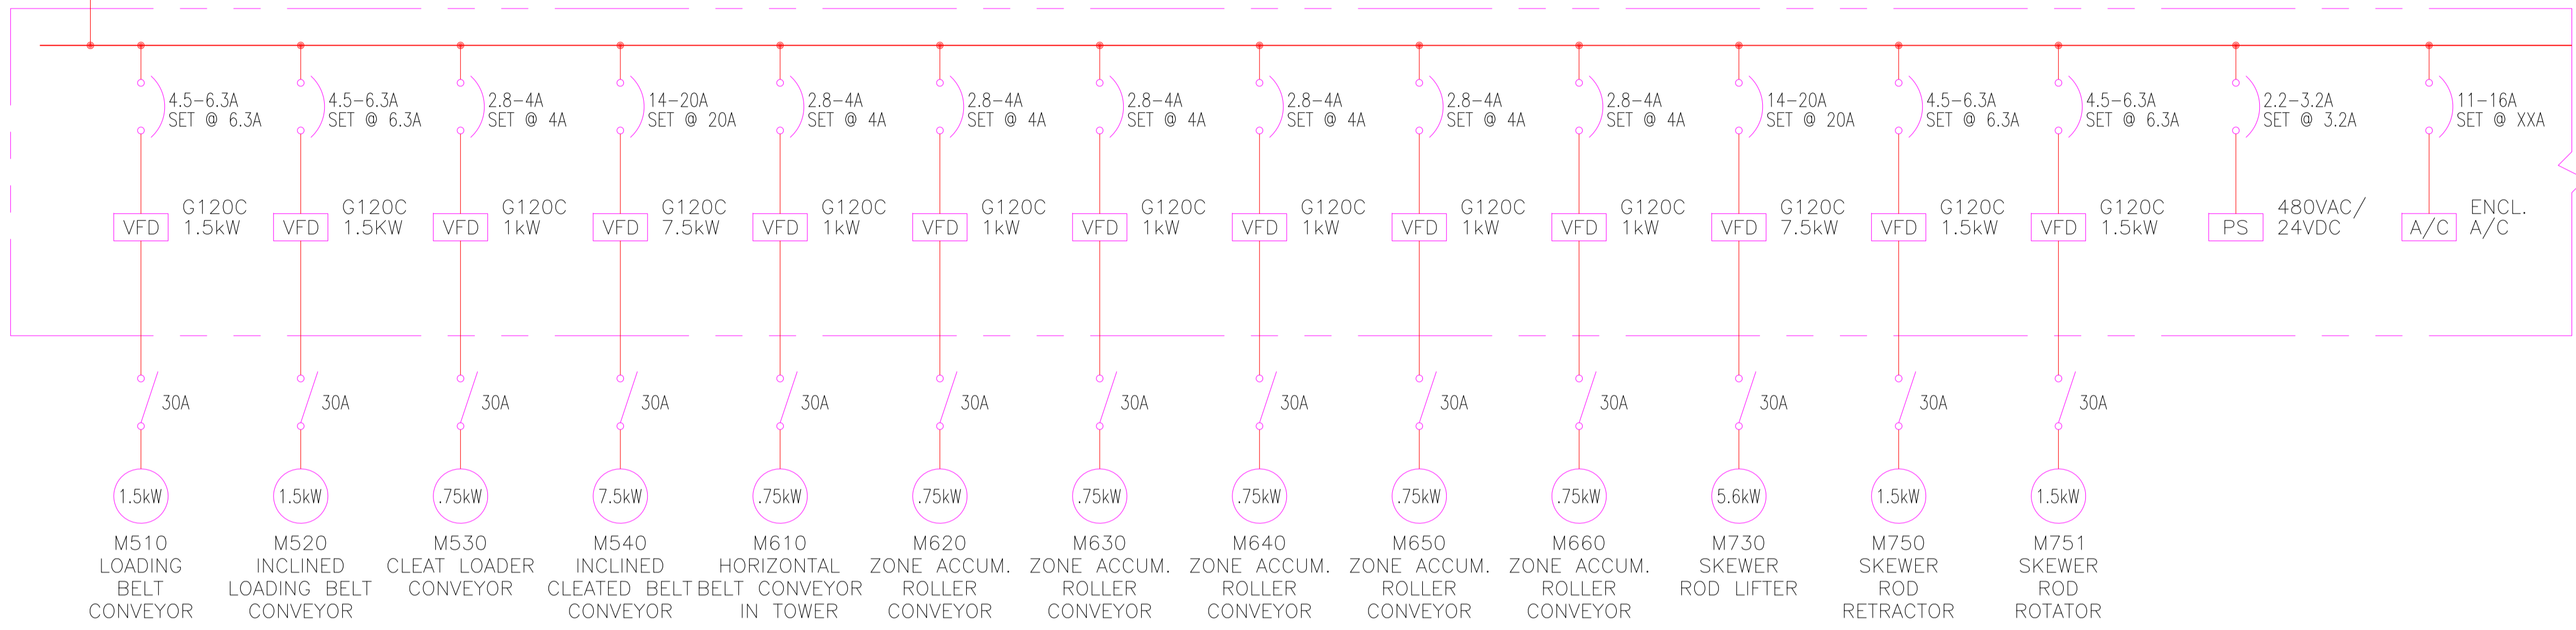 4.5-6.3A
SET @ 6.3A
4.5-6.3A
SET @ 6.3A
2.8-4A
SET @ 4A
14-20A
SET @ 20A
2.8-4A
SET @ 4A
2.8-4A
SET @ 4A
2.8-4A
SET @ 4A
2.8-4A
SET @ 4A
2.8-4A
SET @ 4A
2.8-4A
SET @ 4A
14-20A
SET @ 20A
4.5-6.3A
SET @ 6.3A
4.5-6.3A
SET @ 6.3A
2.2-3.2A
SET @ 3.2A
11-16A
SET @ XXA
VFD
G120C
1.5kW
VFD
G120C
1.5KW
VFD
G120C
1kW
VFD
G120C
7.5kW
VFD
G120C
1kW
VFD
G120C
1kW
VFD
G120C
1kW
VFD
G120C
1kW
VFD
G120C
1kW
VFD
G120C
1kW
VFD
G120C
7.5kW
VFD
G120C
1.5kW
VFD
G120C
1.5kW
PS
480VAC/
24VDC
A/C
ENCL.
A/C
30A
30A
30A
30A
30A
30A
30A
30A
30A
30A
30A
30A
30A
1.5kW
1.5kW
.75kW
7.5kW
.75kW
.75kW
.75kW
.75kW
.75kW
.75kW
5.6kW
1.5kW
1.5kW
M510
LOADING
BELT
CONVEYOR
M520
INCLINED
LOADING BELT
CONVEYOR
M530
CLEAT LOADER
CONVEYOR
M540
INCLINED
CLEATED BELT
CONVEYOR
M610
HORIZONTAL
BELT CONVEYOR
IN TOWER
M620
ZONE ACCUM.
ROLLER
CONVEYOR
M630
ZONE ACCUM.
ROLLER
CONVEYOR
M640
ZONE ACCUM.
ROLLER
CONVEYOR
M650
ZONE ACCUM.
ROLLER
CONVEYOR
M660
ZONE ACCUM.
ROLLER
CONVEYOR
M730
SKEWER
ROD LIFTER
M750
SKEWER
ROD
RETRACTOR
M751
SKEWER
ROD
ROTATOR